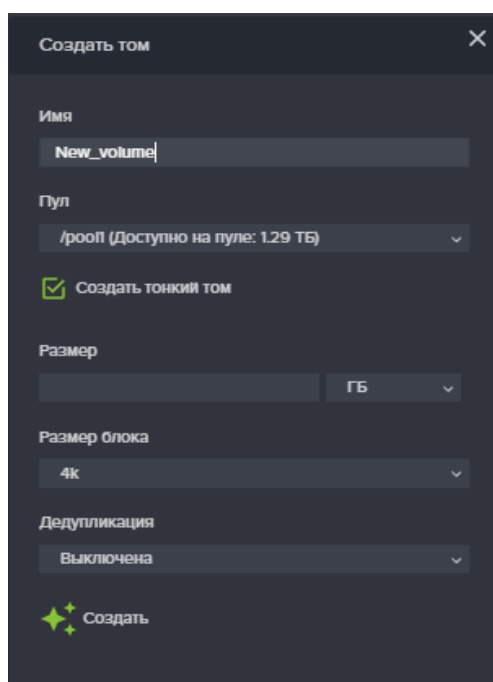 Создать том
Имя
New_volume
Пул
/pool1 (Доступно на пуле: 1.29 ТБ)
Создать тонкий том
Размер
ГБ
Размер блока
4k
Дедупликация
Выключена
Создать